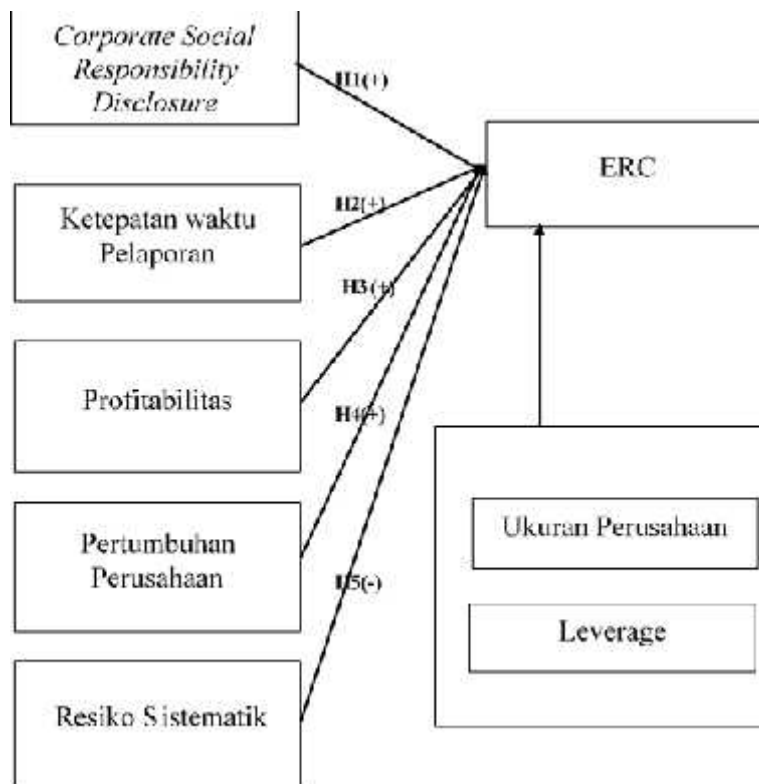 Corporate Social
Responsibility
Disclosure
H1(+)
ERC
Ketepatan waktu
Pelaporan
H2(+)
H3(+)
Profitabilitas
H4(+)
Ukuran Perusahaan
Pertumbuhan
Perusahaan
H5(-)
Leverage
Resiko Sistematik